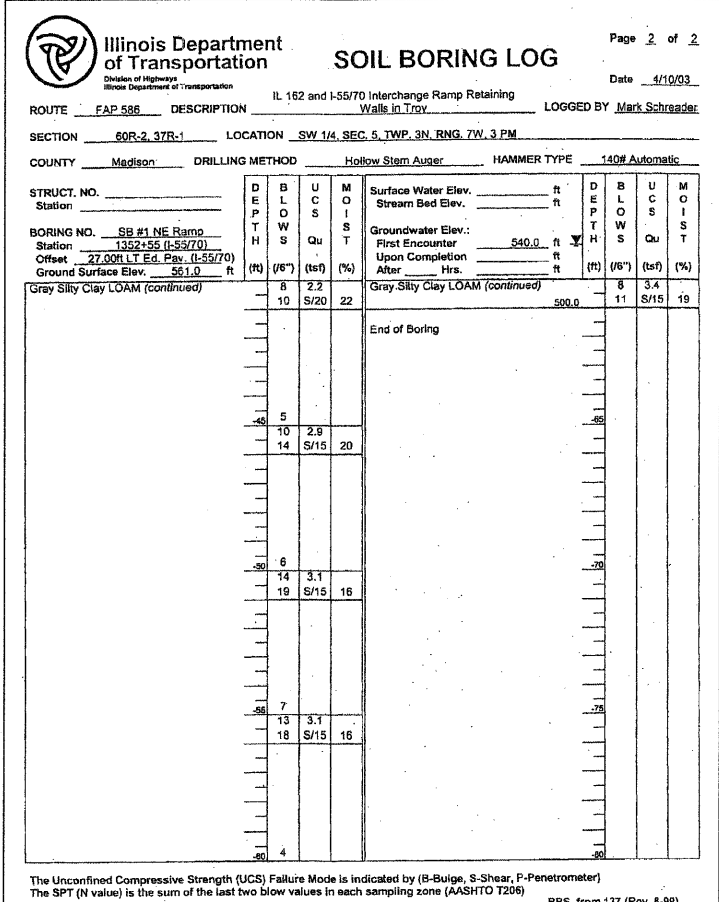 Illinois Department
of Transportation
Division of Highways
Illinois Department of Transportation
SOIL BORING LOG
Page 2 of 2
Date 4/10/03
ROUTE FAP 586 DESCRIPTION IL 162 and I-55/70 Interchange Ramp Retaining
Walls in Troy LOGGED BY Mark Schreader
SECTION 60R-2, 37R-1 LOCATION SW 1/4, SEC. 5, TWP. 3N, RNG. 7W, 3 PM
COUNTY Madison DRILLING METHOD Hollow Stem Auger HAMMER TYPE 140# Automatic
STRUCT. NO.
Station
BORING NO. SB #1 NE Ramp
Station 1352+55 (I-55/70)
Offset 27.00ft LT Ed. Pav. (I-55/70)
Ground Surface Elev. 561.0 ft
DEPTH (ft)
BLOWS (/6")
UCS Qu (tsf)
MOIST (%)
Surface Water Elev. ft
Stream Bed Elev. ft
Groundwater Elev.:
First Encounter 540.0 ft
Upon Completion ft
After Hrs. ft
DEPTH (ft)
BLOWS (/6")
UCS Qu (tsf)
MOIST (%)
Gray Silty Clay LOAM (continued) 8 2.2
10 S/20 22
-45 5
10 2.9
14 S/15 20
-50 6
14 3.1
19 S/15 16
-55 7
13 3.1
18 S/15 16
-60 4
Gray Silty Clay LOAM (continued) 8 3.4
500.0 11 S/15 19
End of Boring
-65
-70
-75
-80
The Unconfined Compressive Strength (UCS) Failure Mode is indicated by (B-Bulge, S-Shear, P-Penetrometer)
The SPT (N value) is the sum of the last two blow values in each sampling zone (AASHTO T206)
BBS, from 137 (Rev. 8-99)